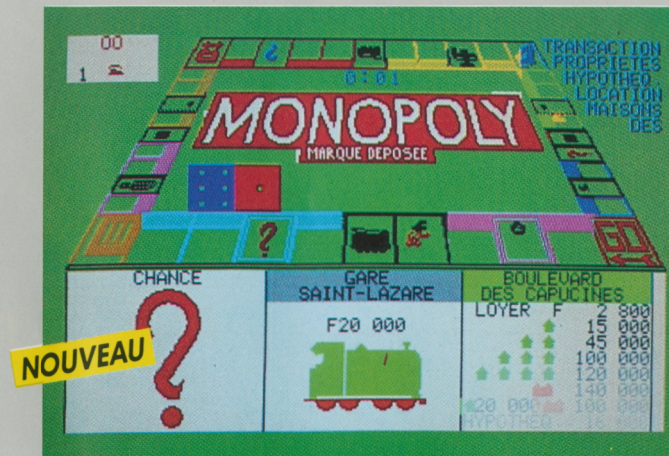 00
1
TRANSACTION
PROPRIETES
HYPOTHEQ.
LOCATION
MAISONS
DES
0:01
MONOPOLY
MARQUE DEPOSEE
?
?
GO
CHANCE
?
GARE
SAINT-LAZARE
F20 000
BOULEVARD
DES CAPUCINES
LOYER F 2 800
15 000
45 000
100 000
120 000
140 000
100 000
HYPOTHEQ
NOUVEAU